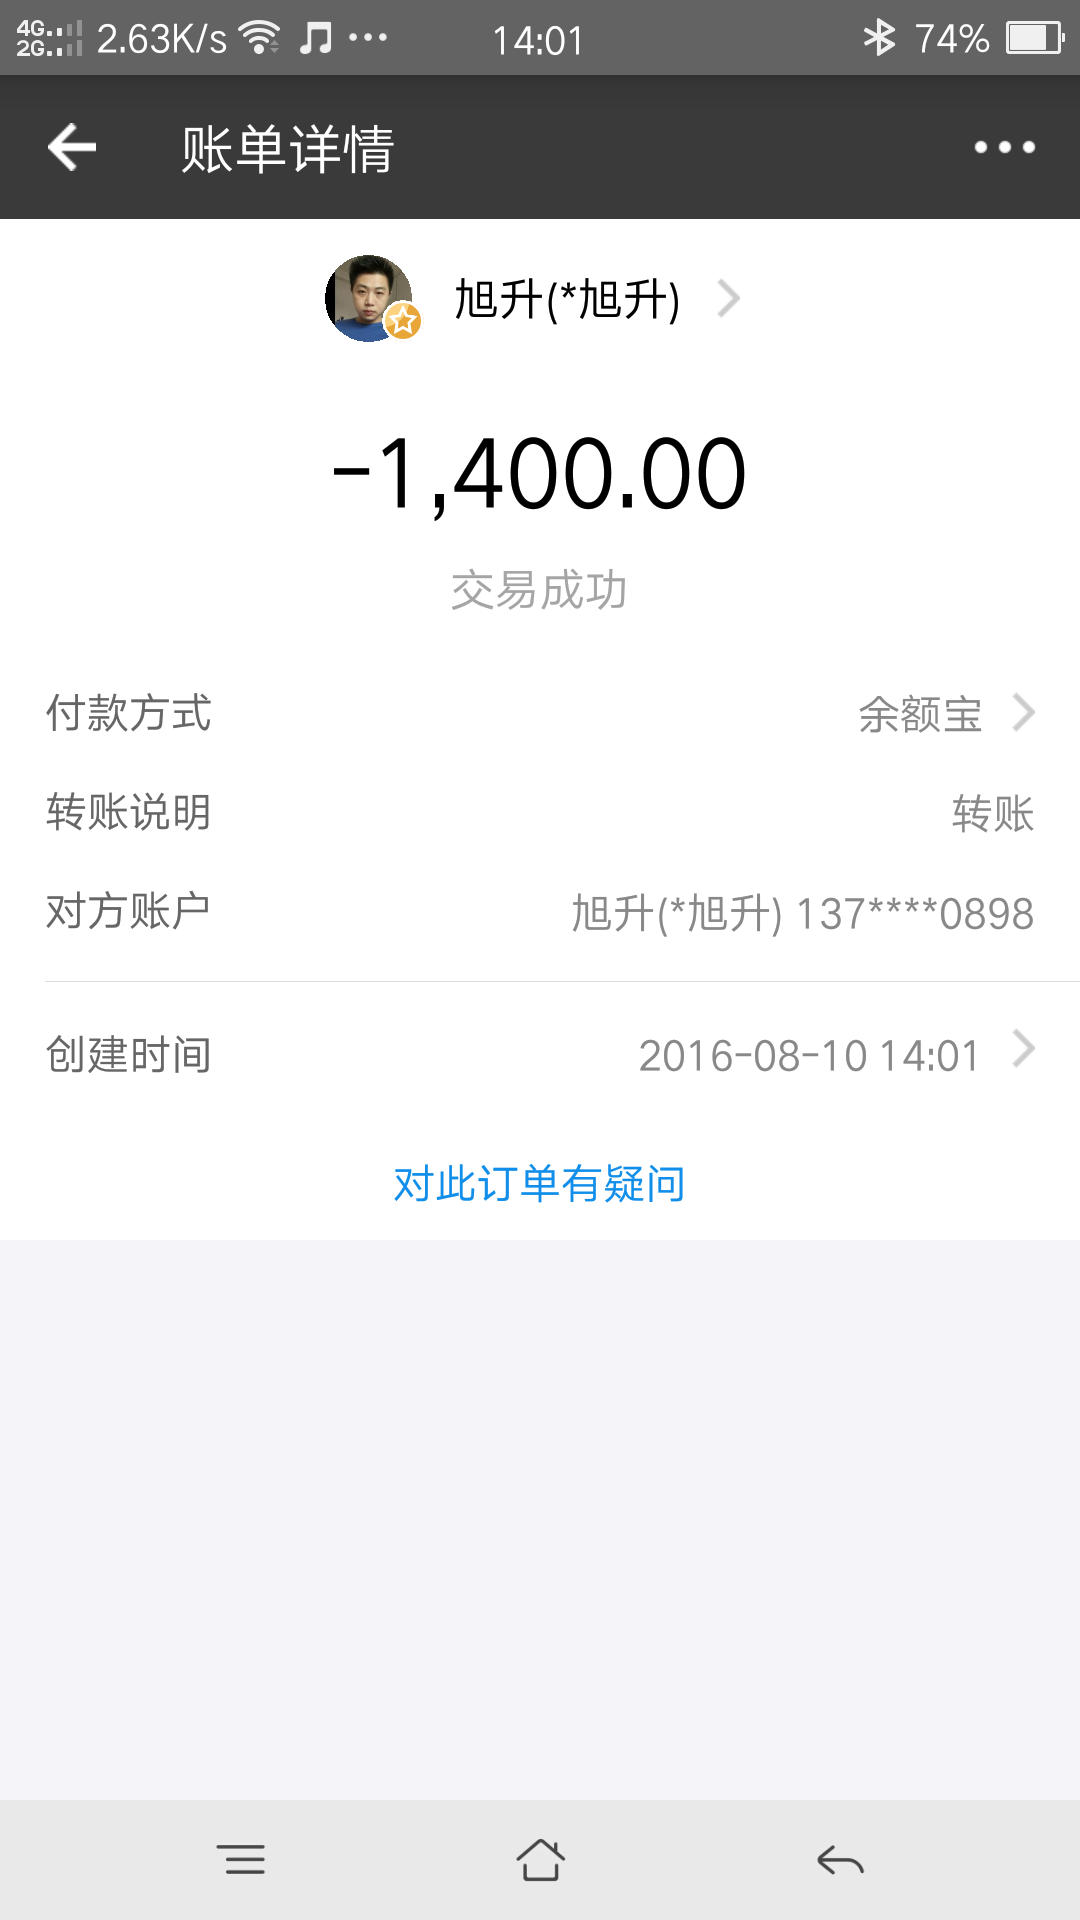 4G 2G 2.63K/s 14:01 74%
账单详情
旭升(*旭升)
-1,400.00
交易成功
付款方式 余额宝
转账说明 转账
对方账户 旭升(*旭升) 137****0898
创建时间 2016-08-10 14:01
对此订单有疑问